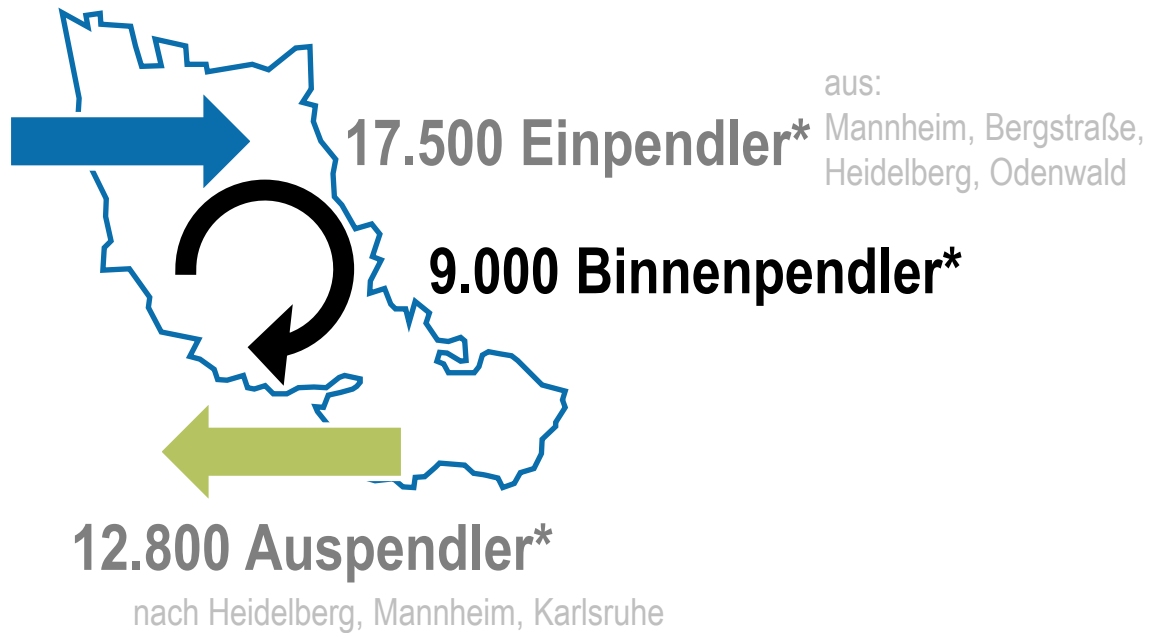 aus:
17.500 Einpendler* Mannheim, Bergstraße,
Heidelberg, Odenwald
9.000 Binnenpendler*
12.800 Auspendler*
nach Heidelberg, Mannheim, Karlsruhe